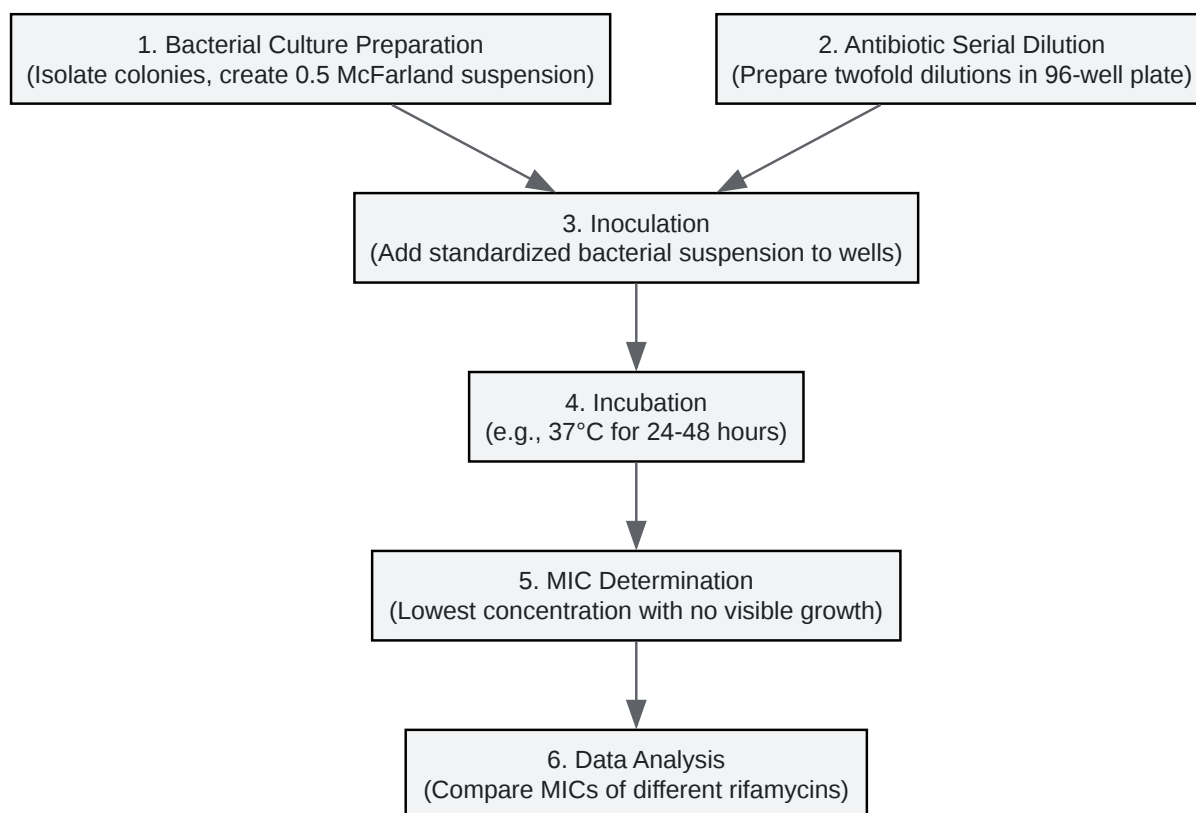 1. Bacterial Culture Preparation
(Isolate colonies, create 0.5 McFarland suspension)
2. Antibiotic Serial Dilution
(Prepare twofold dilutions in 96-well plate)
3. Inoculation
(Add standardized bacterial suspension to wells)
4. Incubation
(e.g., 37°C for 24-48 hours)
5. MIC Determination
(Lowest concentration with no visible growth)
6. Data Analysis
(Compare MICs of different rifamycins)